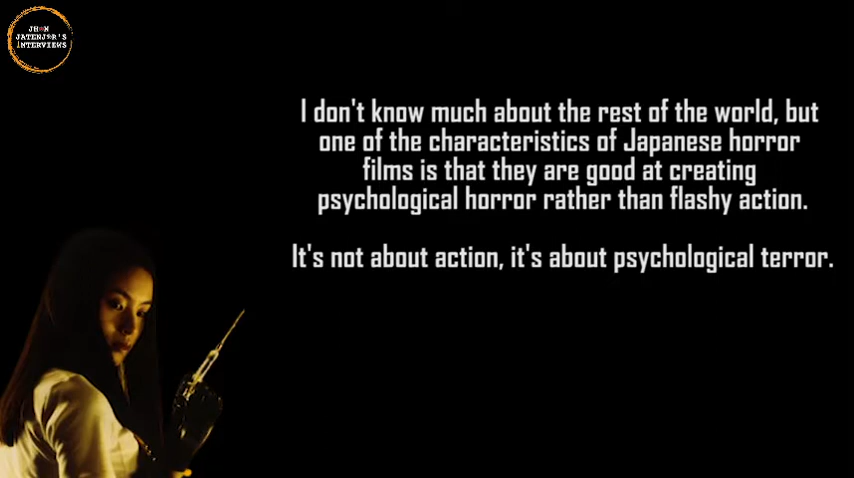 JHON
JATENJOR'S
INTERVIEWS
I don't know much about the rest of the world, but
one of the characteristics of Japanese horror
films is that they are good at creating
psychological horror rather than flashy action.
It's not about action, it's about psychological terror.